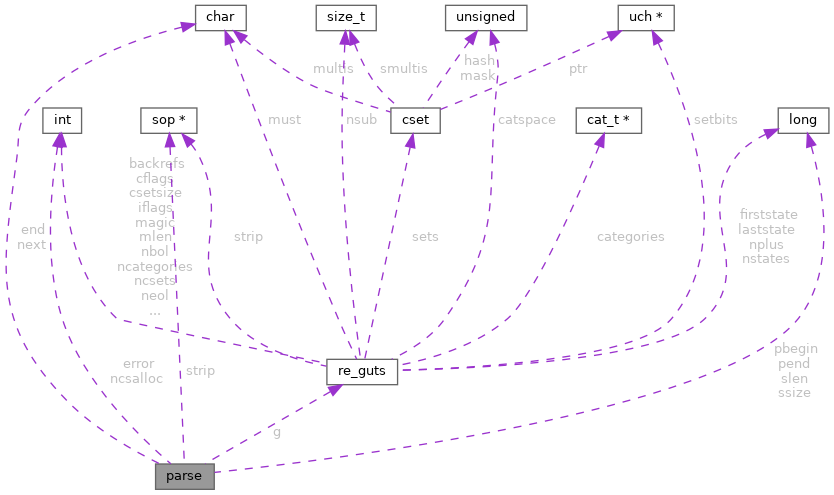 char
size_t
unsigned
uch *
multis
smultis
hash
mask
ptr
int
sop *
must
nsub
cset
catspace
cat_t *
setbits
long
backrefs
cflags
csetsize
iflags
magic
mlen
nbol
ncategories
ncsets
neol
...
end
next
strip
sets
categories
firststate
laststate
nplus
nstates
error
ncsalloc
strip
re_guts
pbegin
pend
slen
ssize
g
parse